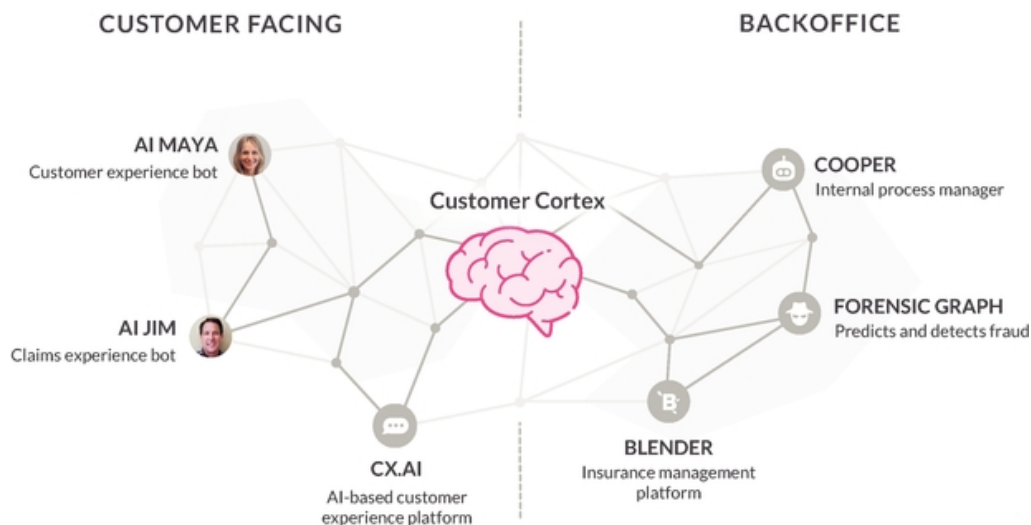 CUSTOMER FACING
BACKOFFICE
AI MAYA
Customer experience bot
COOPER
Internal process manager
Customer Cortex
AI JIM
Claims experience bot
FORENSIC GRAPH
Predicts and detects fraud
B
CX.AI
AI-based customer
experience platform
BLENDER
Insurance management
platform